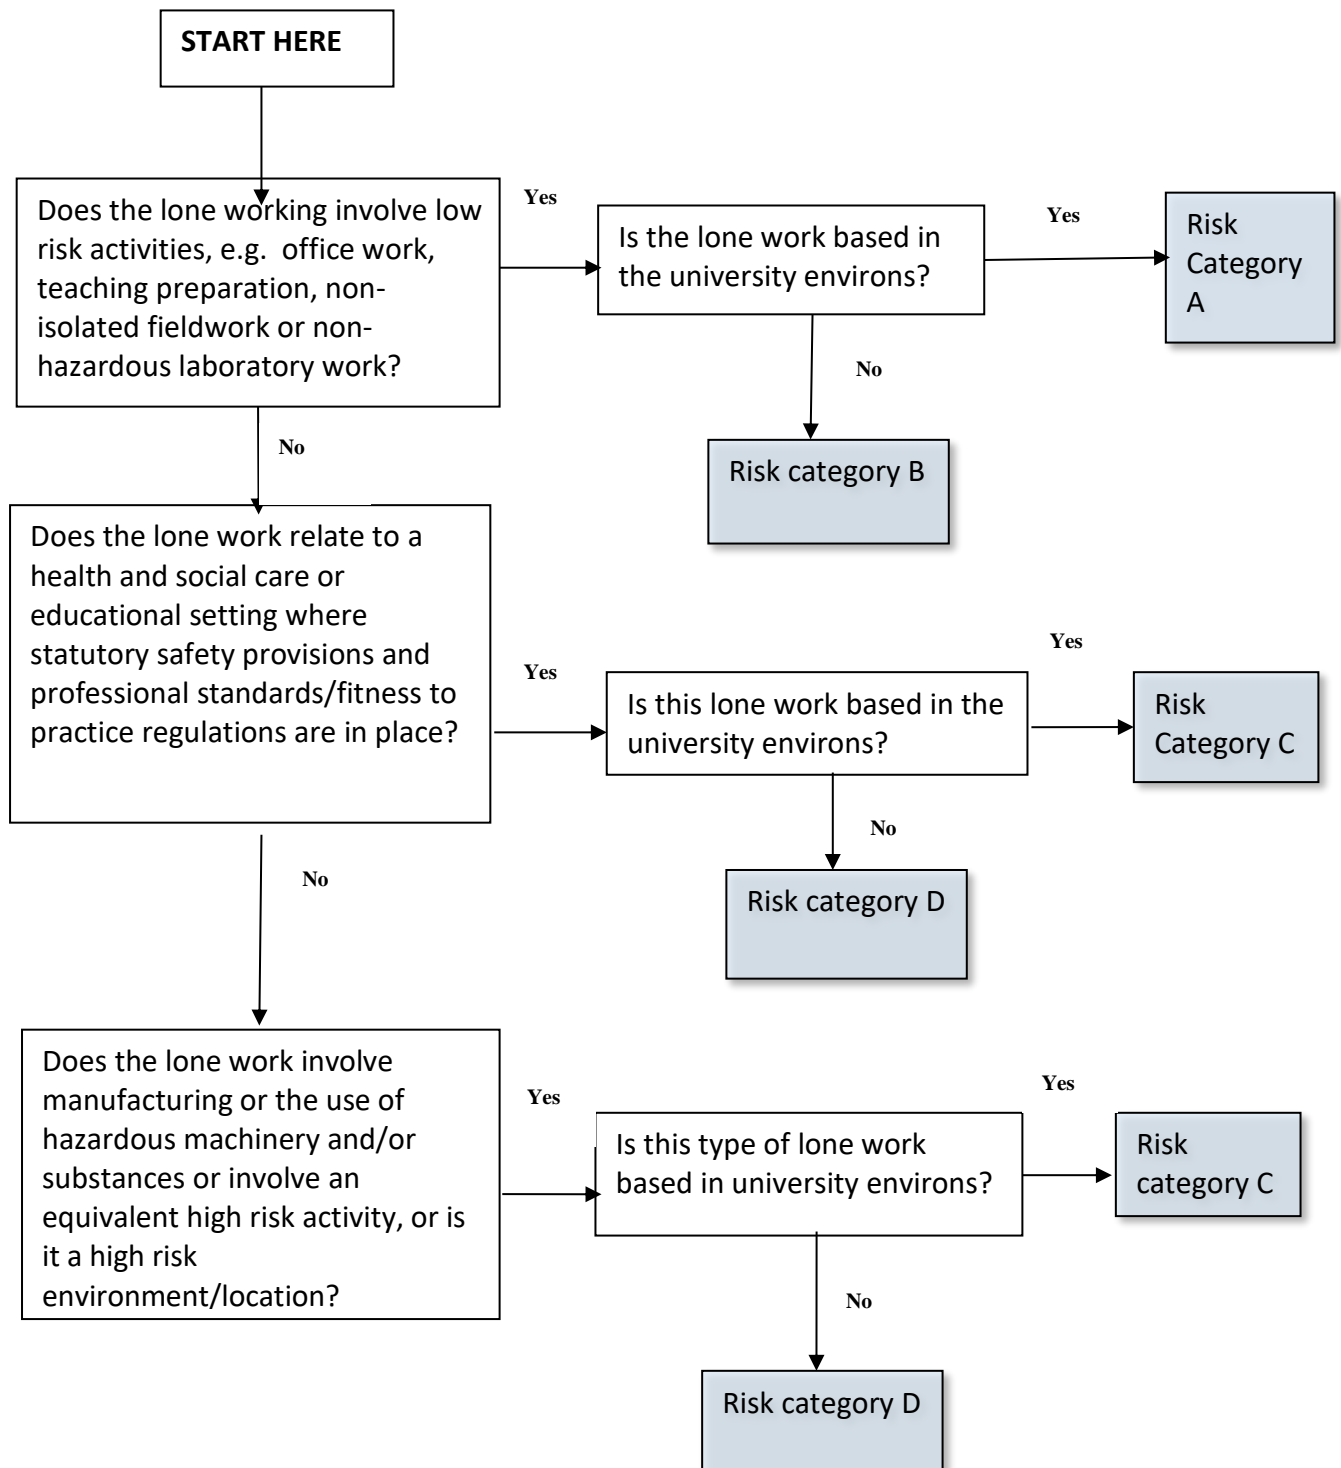 START HERE
Does the lone working involve low
risk activities, e.g. office work,
teaching preparation, non-
isolated fieldwork or non-
hazardous laboratory work?
Yes
Is the lone work based in
the university environs?
Yes
Risk
Category
A
No
Risk category B
No
Does the lone work relate to a
health and social care or
educational setting where
statutory safety provisions and
professional standards/fitness to
practice regulations are in place?
Yes
Is this lone work based in the
university environs?
Yes
Risk
Category C
No
Risk category D
No
Does the lone work involve
manufacturing or the use of
hazardous machinery and/or
substances or involve an
equivalent high risk activity, or is
it a high risk
environment/location?
Yes
Is this type of lone work
based in university environs?
Yes
Risk
category C
No
Risk category D